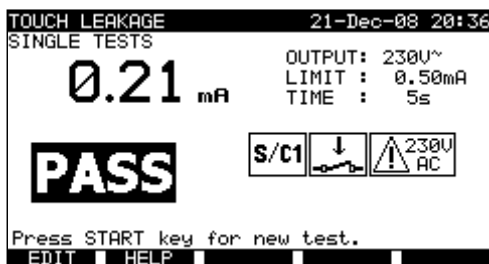 TOUCH LEAKAGE 21-Dec-08 20:36
SINGLE TESTS
OUTPUT: 230V~
0.21 mA
LIMIT : 0.50mA
TIME : 5s
PASS
S/C1
230V AC
Press START key for new test.
EDIT HELP